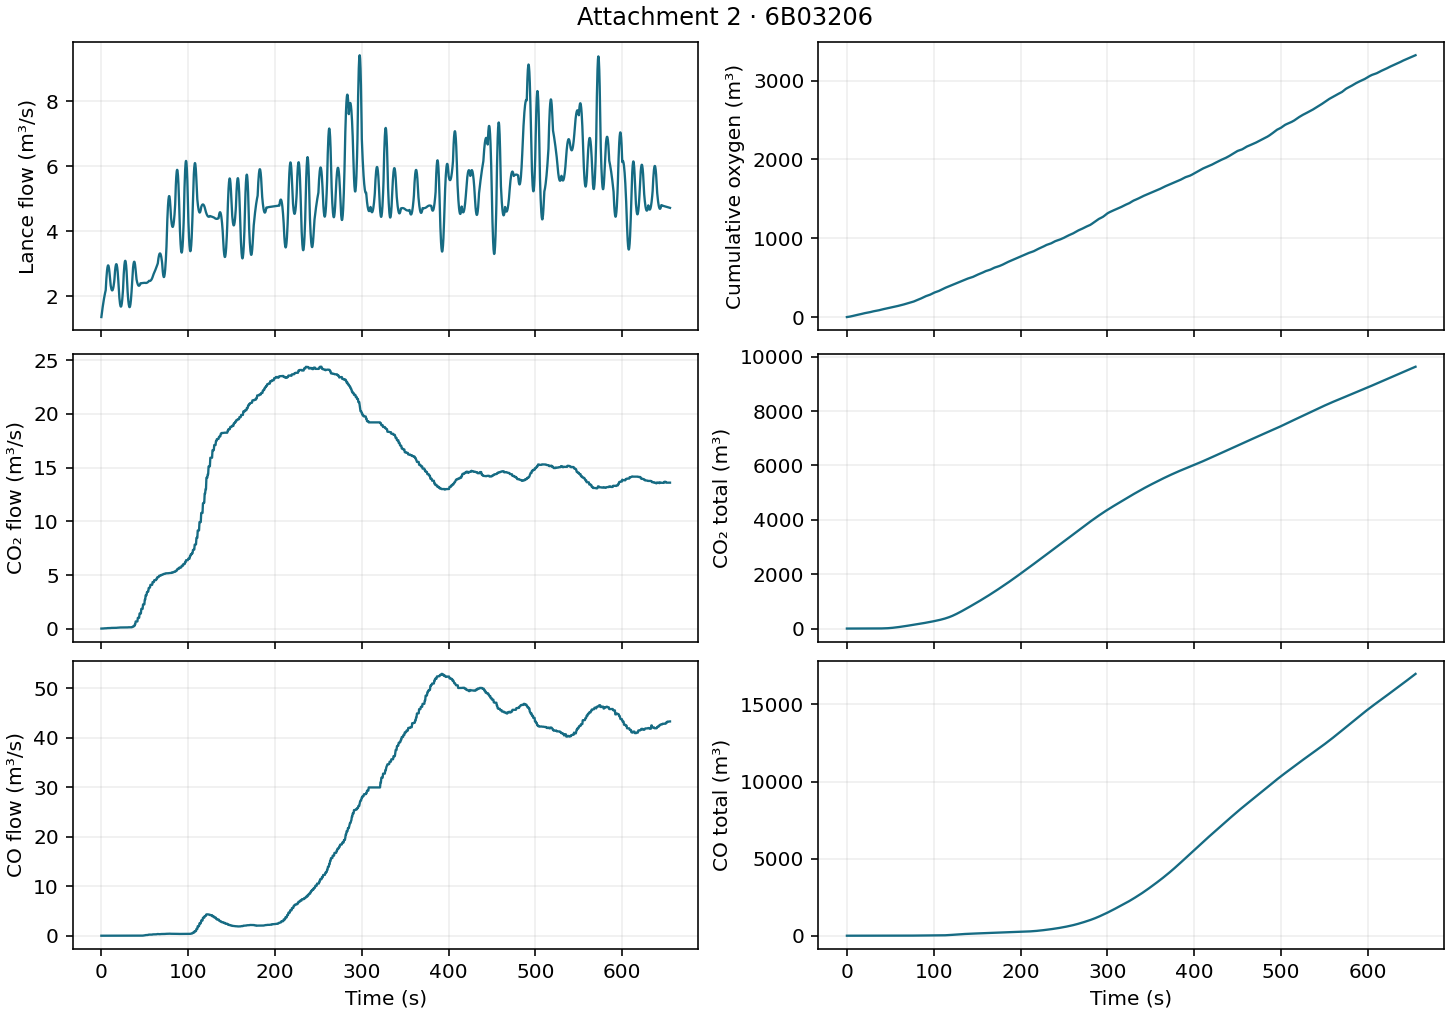 Attachment 2 · 6B03206
Lance flow (m³/s)
8
6
4
2
Cumulative oxygen (m³)
3000
2000
1000
0
CO₂ flow (m³/s)
25
20
15
10
5
0
CO₂ total (m³)
10000
8000
6000
4000
2000
0
CO flow (m³/s)
50
40
30
20
10
0
0 100 200 300 400 500 600
Time (s)
CO total (m³)
15000
10000
5000
0
0 100 200 300 400 500 600
Time (s)